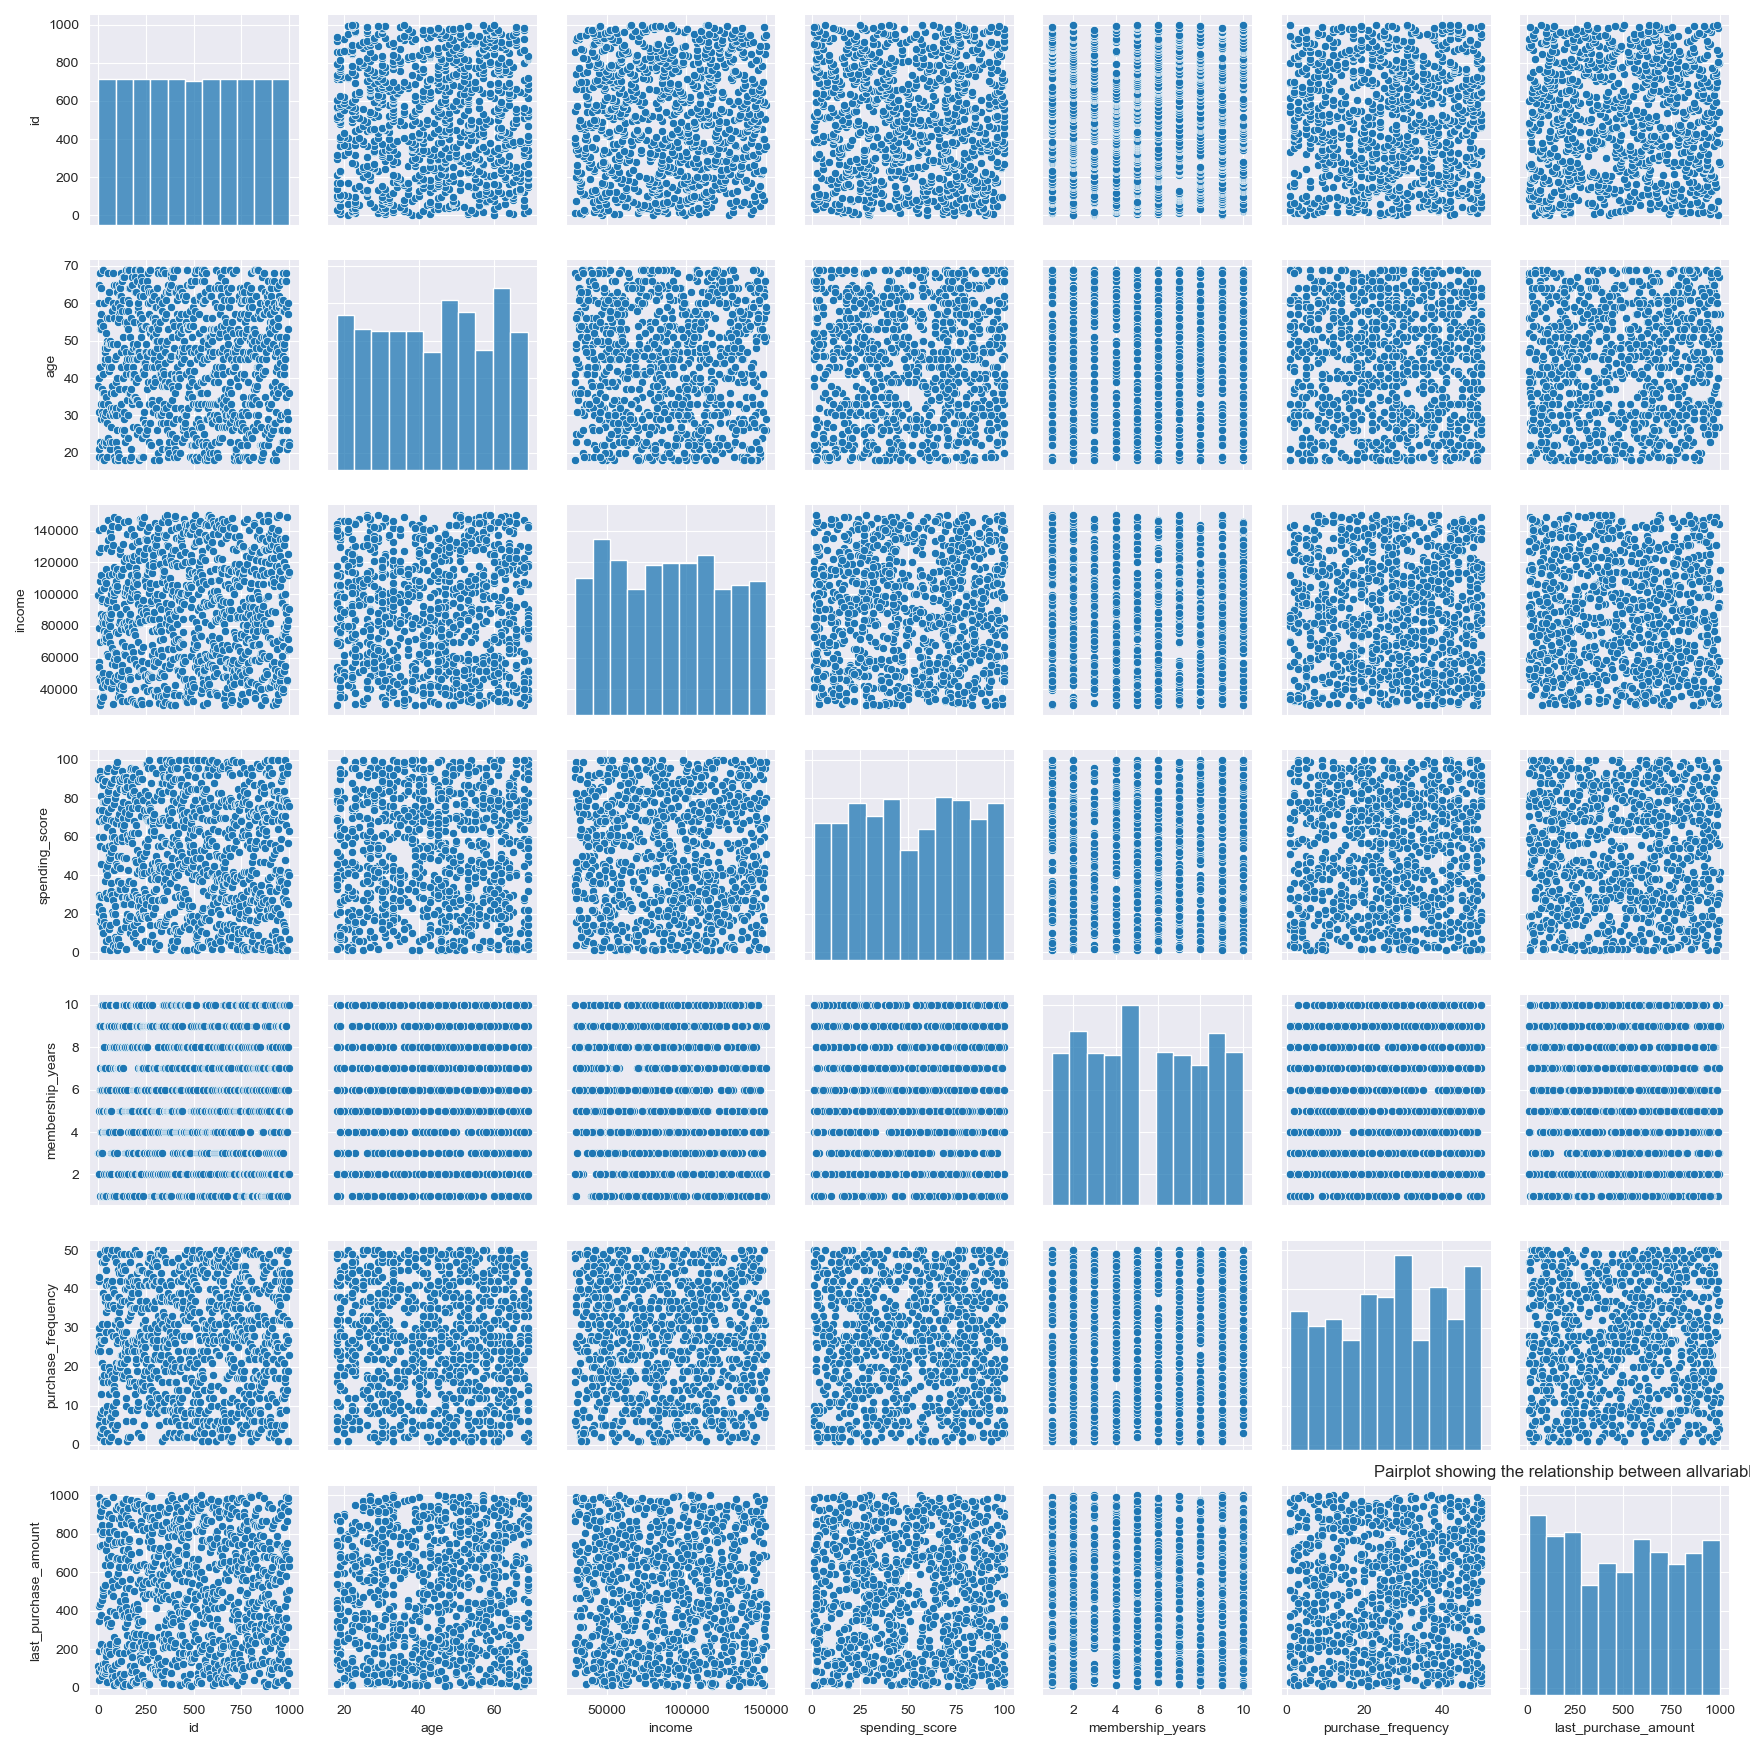 1000
800
600
400
200
0
id
70
60
50
40
30
20
age
140000
120000
100000
80000
60000
40000
income
100
80
60
40
20
0
spending_score
10
8
6
4
2
membership_years
50
40
30
20
10
0
purchase_frequency
Pairplot showing the relationship between allvariabl
1000
800
600
400
200
0
last_purchase_amount
0 250 500 750 1000
id
20 40 60
age
50000 100000 150000
income
0 25 50 75 100
spending_score
2 4 6 8 10
membership_years
0 20 40
purchase_frequency
250 500 750 1000
last_purchase_amount